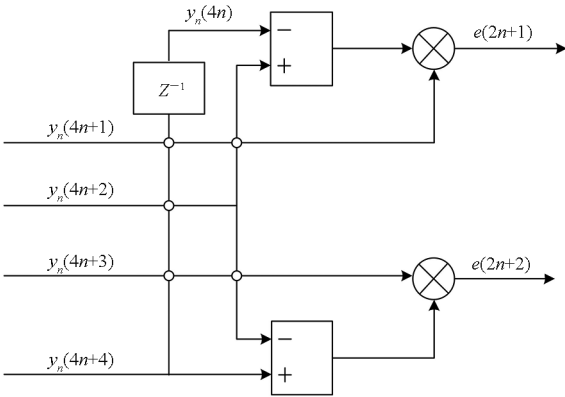 yₙ(4n)
−
+
e(2n+1)
Z⁻¹
yₙ(4n+1)
yₙ(4n+2)
yₙ(4n+3)
e(2n+2)
−
yₙ(4n+4)
+